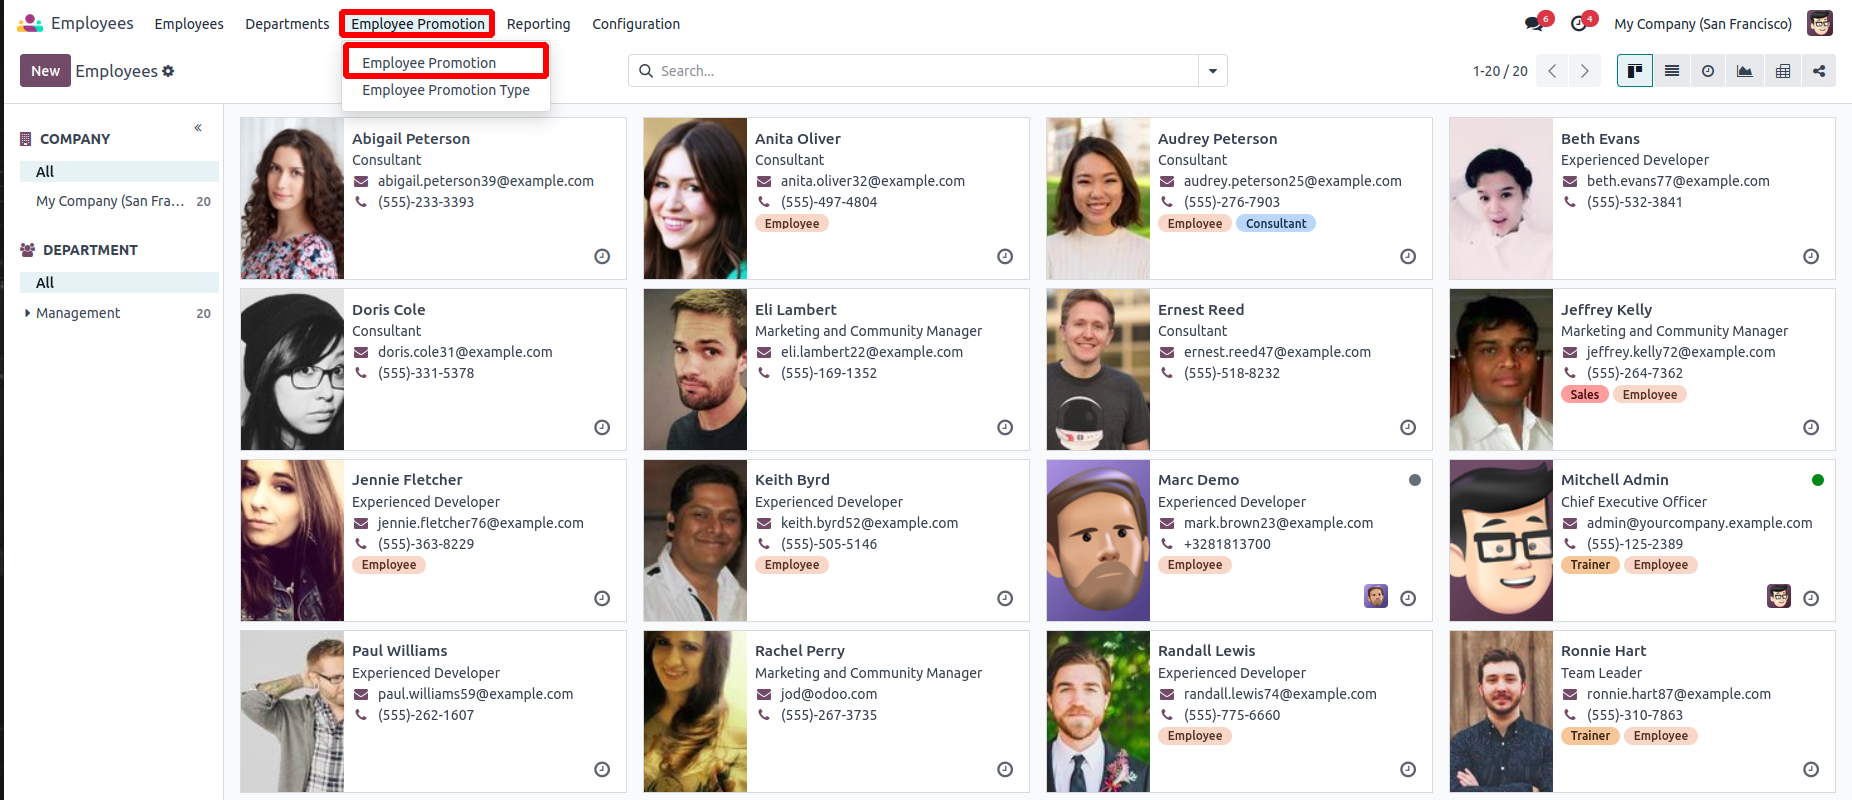 Employees Employees Departments Employee Promotion Reporting Configuration 6 4 My Company (San Francisco)
New Employees Search... 1-20 / 20
Employee Promotion
Employee Promotion Type
COMPANY
All
My Company (San Fra... 20
DEPARTMENT
All
Management 20
Abigail Peterson
Consultant
abigail.peterson39@example.com
(555)-233-3393
Anita Oliver
Consultant
anita.oliver32@example.com
(555)-497-4804
Employee
Audrey Peterson
Consultant
audrey.peterson25@example.com
(555)-276-7903
Employee Consultant
Beth Evans
Experienced Developer
beth.evans77@example.com
(555)-532-3841
Doris Cole
Consultant
doris.cole31@example.com
(555)-331-5378
Eli Lambert
Marketing and Community Manager
eli.lambert22@example.com
(555)-169-1352
Ernest Reed
Consultant
ernest.reed47@example.com
(555)-518-8232
Jeffrey Kelly
Marketing and Community Manager
jeffrey.kelly72@example.com
(555)-264-7362
Sales Employee
Jennie Fletcher
Experienced Developer
jennie.fletcher76@example.com
(555)-363-8229
Employee
Keith Byrd
Experienced Developer
keith.byrd52@example.com
(555)-505-5146
Employee
Marc Demo
Experienced Developer
mark.brown23@example.com
+3281813700
Employee
Mitchell Admin
Chief Executive Officer
admin@yourcompany.example.com
(555)-125-2389
Trainer Employee
Paul Williams
Experienced Developer
paul.williams59@example.com
(555)-262-1607
Rachel Perry
Marketing and Community Manager
jod@odoo.com
(555)-267-3735
Randall Lewis
Experienced Developer
randall.lewis74@example.com
(555)-775-6660
Employee
Ronnie Hart
Team Leader
ronnie.hart87@example.com
(555)-310-7863
Trainer Employee